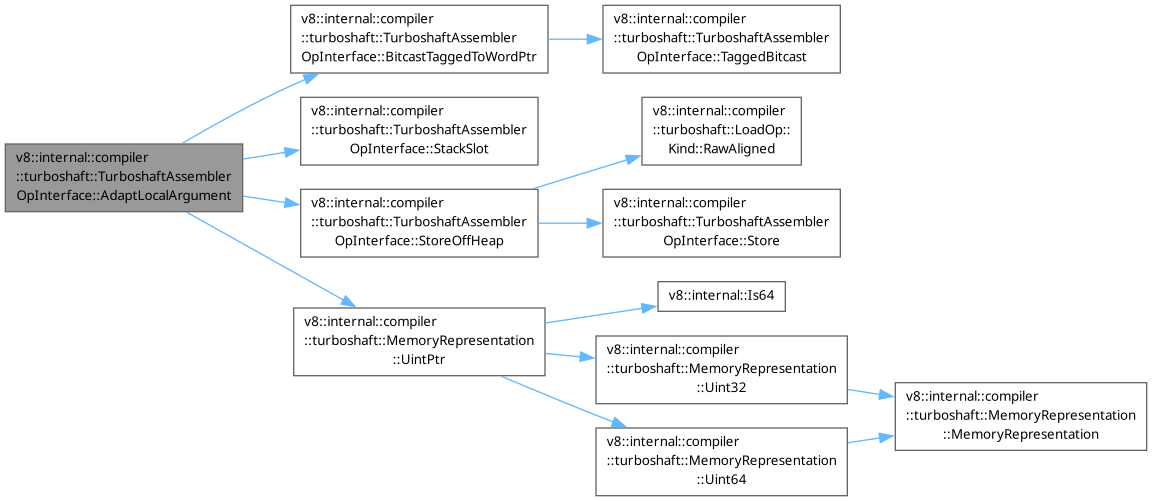 v8::internal::compiler
::turboshaft::TurboshaftAssembler
OpInterface::AdaptLocalArgument
v8::internal::compiler
::turboshaft::TurboshaftAssembler
OpInterface::BitcastTaggedToWordPtr
v8::internal::compiler
::turboshaft::TurboshaftAssembler
OpInterface::TaggedBitcast
v8::internal::compiler
::turboshaft::TurboshaftAssembler
OpInterface::StackSlot
v8::internal::compiler
::turboshaft::TurboshaftAssembler
OpInterface::StoreOffHeap
v8::internal::compiler
::turboshaft::LoadOp::
Kind::RawAligned
v8::internal::compiler
::turboshaft::TurboshaftAssembler
OpInterface::Store
v8::internal::compiler
::turboshaft::MemoryRepresentation
::UintPtr
v8::internal::Is64
v8::internal::compiler
::turboshaft::MemoryRepresentation
::Uint32
v8::internal::compiler
::turboshaft::MemoryRepresentation
::Uint64
v8::internal::compiler
::turboshaft::MemoryRepresentation
::MemoryRepresentation